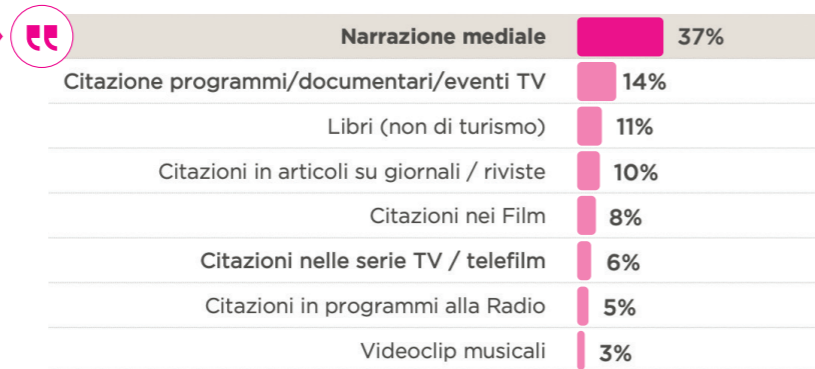 Narrazione mediale 37%
Citazione programmi/documentari/eventi TV 14%
Libri (non di turismo) 11%
Citazioni in articoli su giornali / riviste 10%
Citazioni nei Film 8%
Citazioni nelle serie TV / telefilm 6%
Citazioni in programmi alla Radio 5%
Videoclip musicali 3%